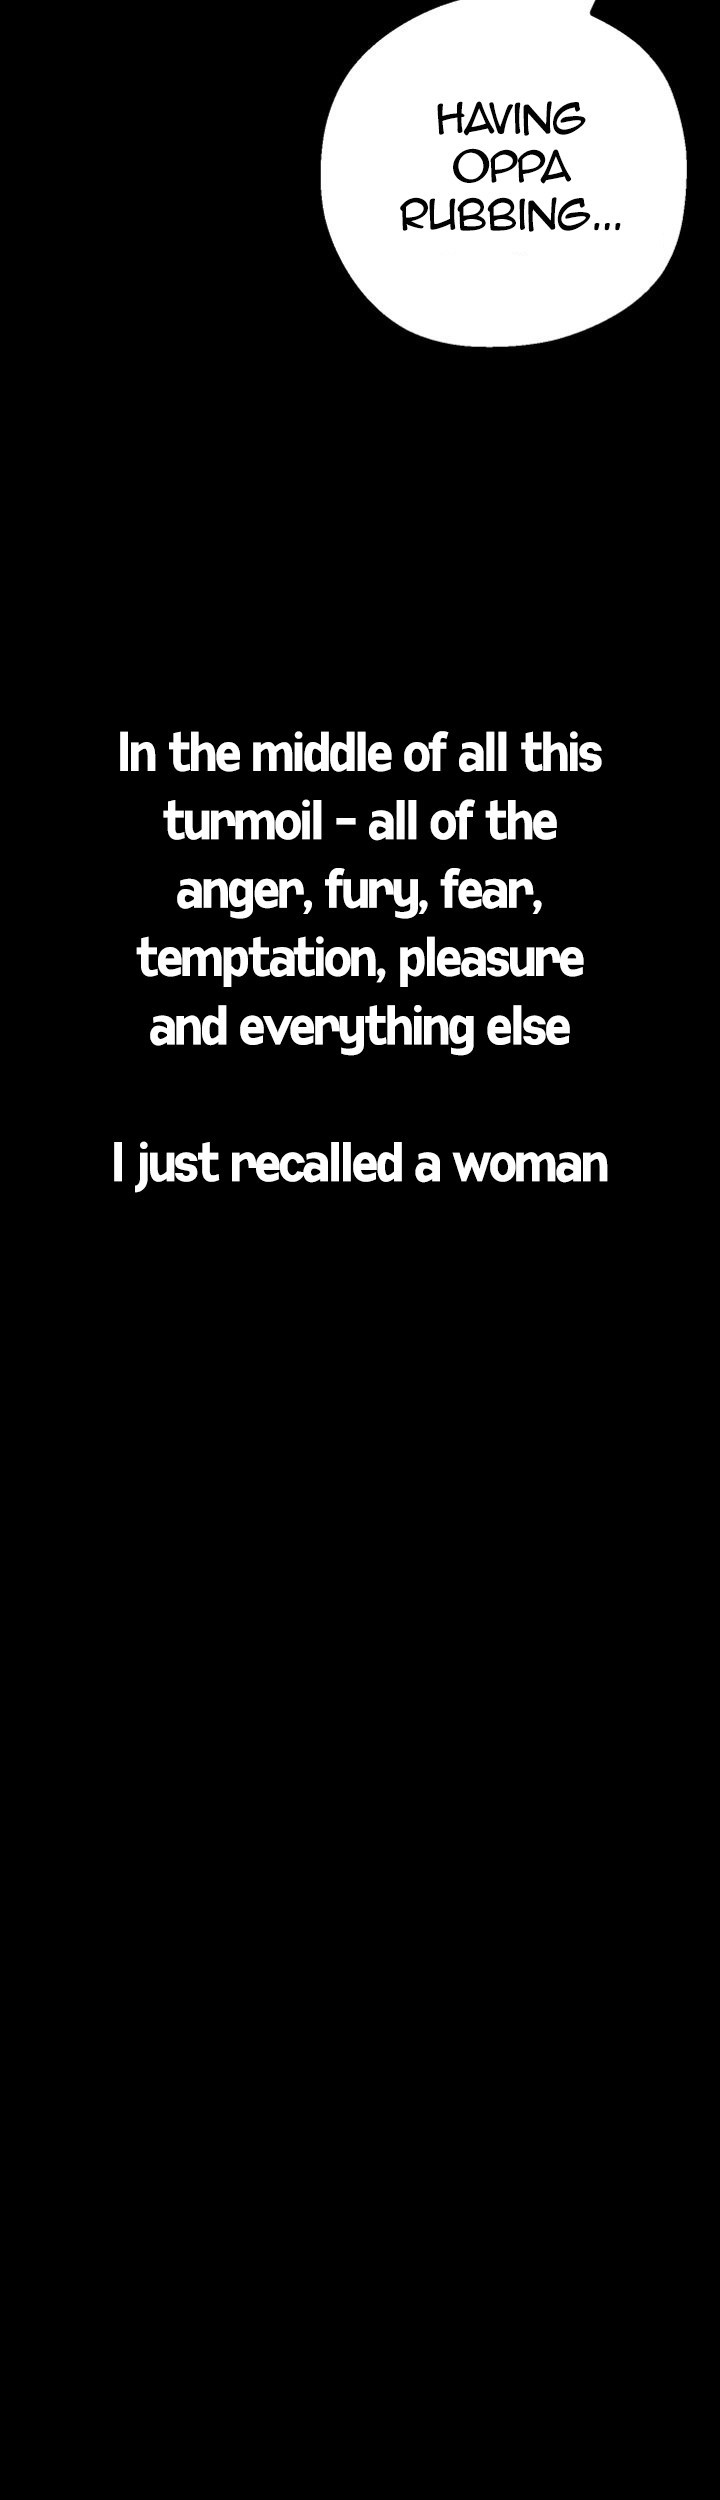 HAVING
OPPA
RUBBING...
In the middle of all this
turmoil - all of the
anger, fury, fear,
temptation, pleasure
and everything else
I just recalled a woman